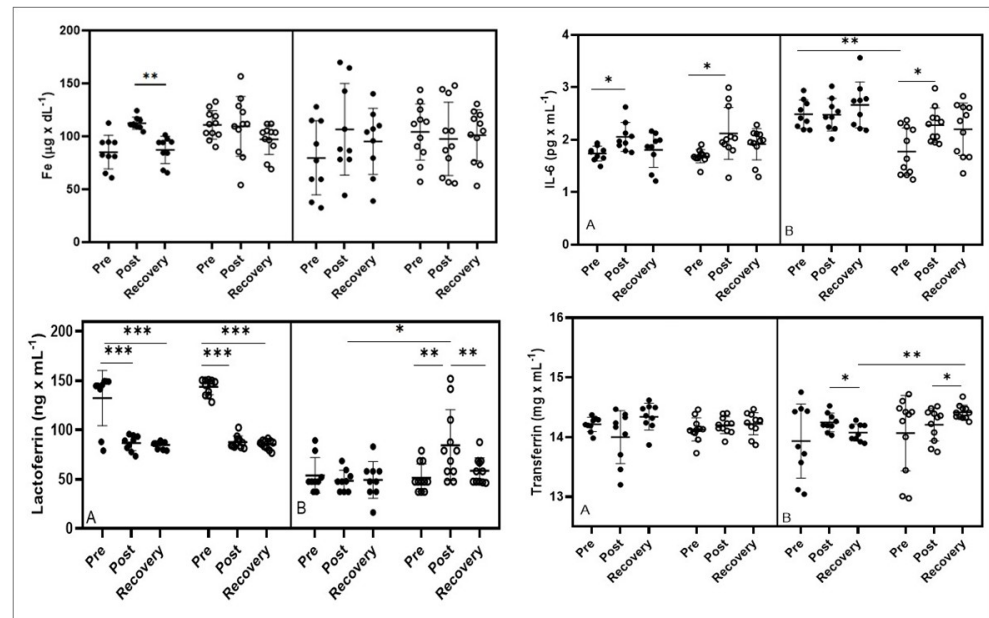 200
150
100
50
0
Fe (µg x dL⁻¹)
**
Pre
Post
Recovery
Pre
Post
Recovery
Pre
Post
Recovery
Pre
Post
Recovery
4
3
2
1
0
IL-6 (pg x mL⁻¹)
*
*
**
*
A
B
Pre
Post
Recovery
Pre
Post
Recovery
Pre
Post
Recovery
Pre
Post
Recovery
200
150
100
50
0
Lactoferrin (ng x mL⁻¹)
***
***
***
***
*
**
**
A
B
Pre
Post
Recovery
Pre
Post
Recovery
Pre
Post
Recovery
Pre
Post
Recovery
16
15
14
13
Transferrin (mg x mL⁻¹)
**
*
*
A
B
Pre
Post
Recovery
Pre
Post
Recovery
Pre
Post
Recovery
Pre
Post
Recovery